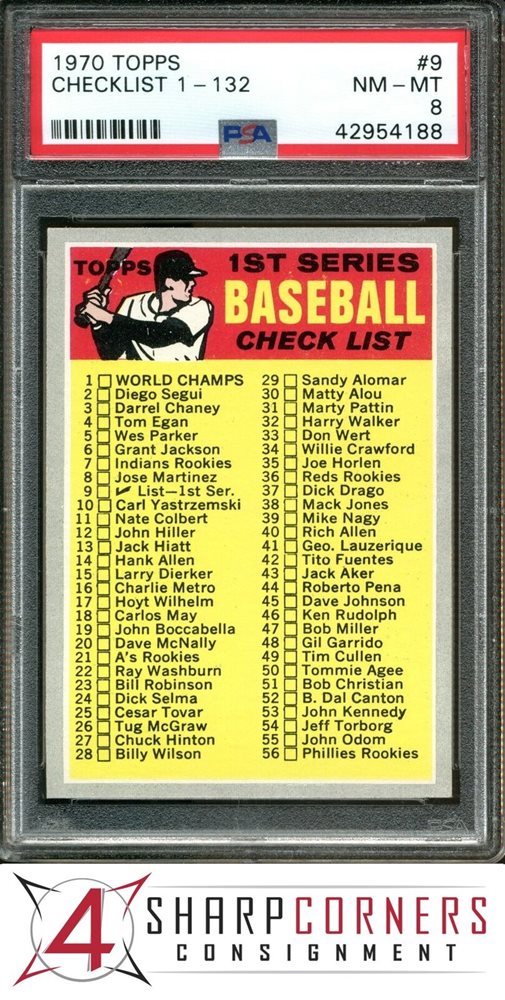 1970 TOPPS #9
CHECKLIST 1 – 132 NM – MT
8
PSA 42954188
TOPPS 1ST SERIES
BASEBALL
CHECK LIST
1 WORLD CHAMPS
2 Diego Segui
3 Darrel Chaney
4 Tom Egan
5 Wes Parker
6 Grant Jackson
7 Indians Rookies
8 Jose Martinez
9 ✓ List—1st Ser.
10 Carl Yastrzemski
11 Nate Colbert
12 John Hiller
13 Jack Hiatt
14 Hank Allen
15 Larry Dierker
16 Charlie Metro
17 Hoyt Wilhelm
18 Carlos May
19 John Boccabella
20 Dave McNally
21 A's Rookies
22 Ray Washburn
23 Bill Robinson
24 Dick Selma
25 Cesar Tovar
26 Tug McGraw
27 Chuck Hinton
28 Billy Wilson
29 Sandy Alomar
30 Matty Alou
31 Marty Pattin
32 Harry Walker
33 Don Wert
34 Willie Crawford
35 Joe Horlen
36 Reds Rookies
37 Dick Drago
38 Mack Jones
39 Mike Nagy
40 Rich Allen
41 Geo. Lauzerique
42 Tito Fuentes
43 Jack Aker
44 Roberto Pena
45 Dave Johnson
46 Ken Rudolph
47 Bob Miller
48 Gil Garrido
49 Tim Cullen
50 Tommie Agee
51 Bob Christian
52 B. Dal Canton
53 John Kennedy
54 Jeff Torborg
55 John Odom
56 Phillies Rookies
4 SHARPCORNERS
CONSIGNMENT